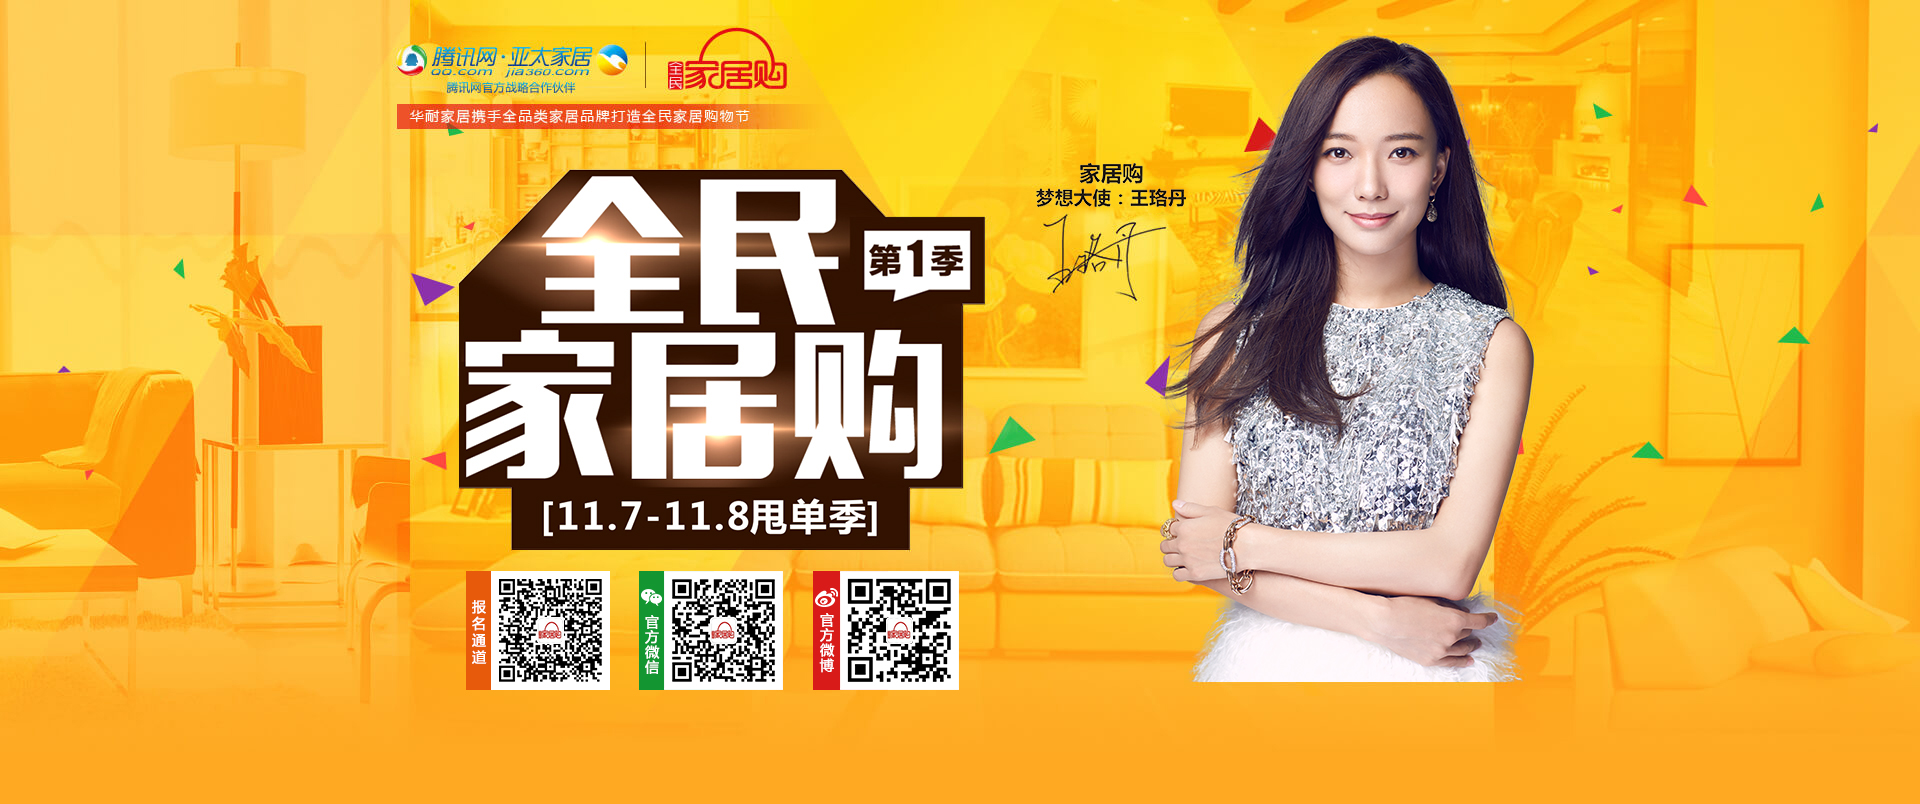 腾讯网·亚太家居
qq.com jia360.com
腾讯网官方战略合作伙伴
全民
家居购
华耐家居携手全品类家居品牌打造全民家居购物节
全民
第1季
家居购
[11.7-11.8甩单季]
家居购
梦想大使：王珞丹
王珞丹
报名通道
官方微信
官方微博